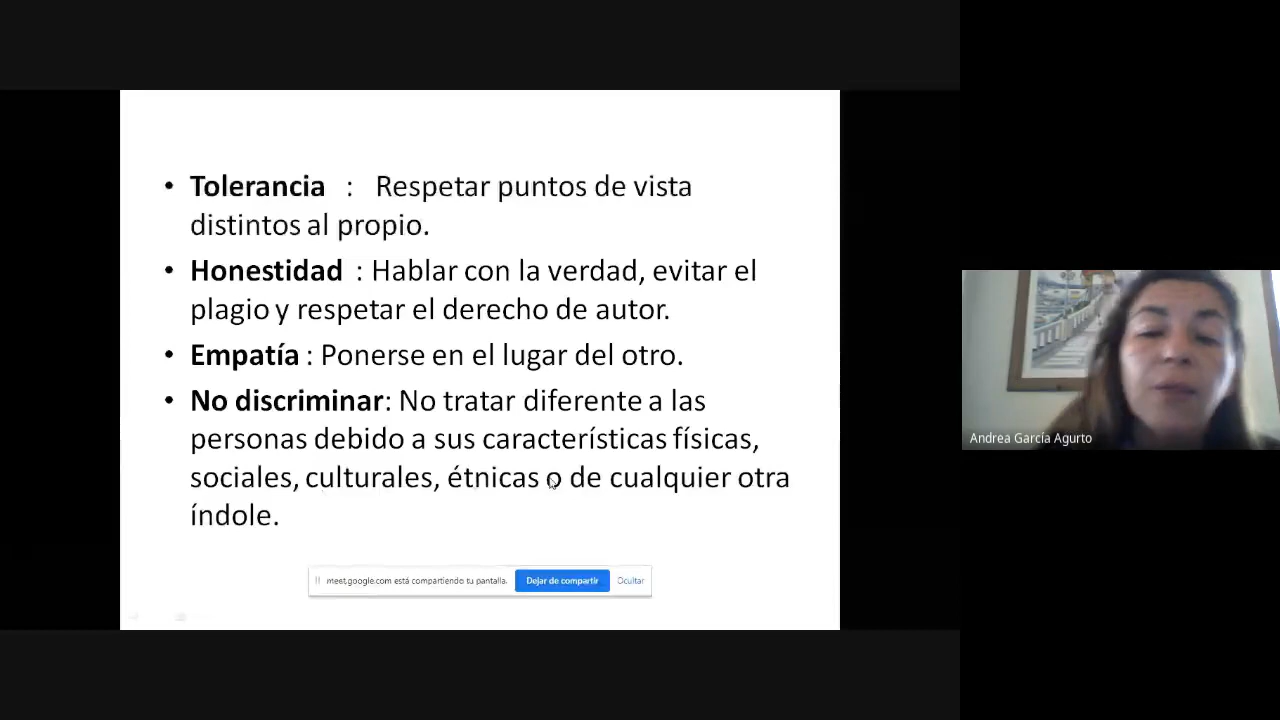 • Tolerancia : Respetar puntos de vista
distintos al propio.
• Honestidad : Hablar con la verdad, evitar el
plagio y respetar el derecho de autor.
• Empatía : Ponerse en el lugar del otro.
• No discriminar: No tratar diferente a las
personas debido a sus características físicas,
sociales, culturales, étnicas o de cualquier otra
índole.
meet.google.com está compartiendo tu pantalla. Dejar de compartir Ocultar
Andrea García Agurto